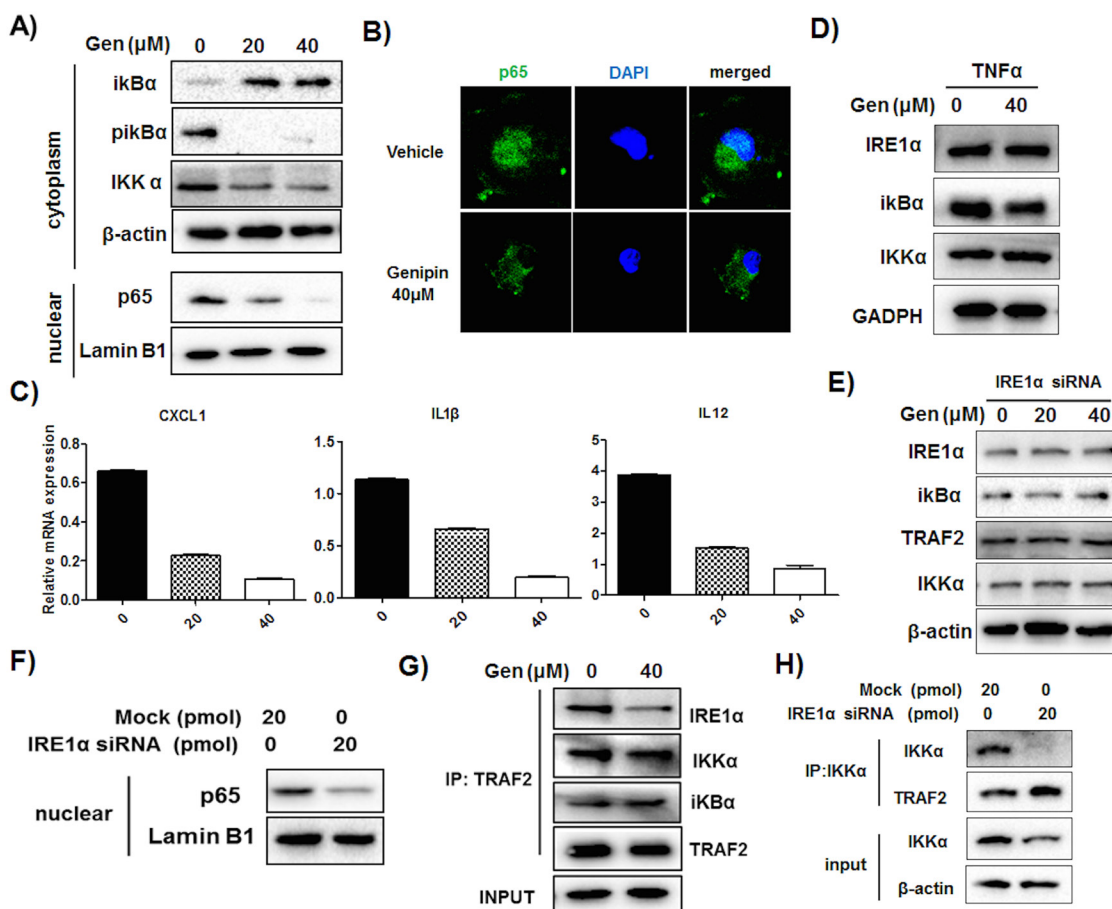 A)
Gen (µM) 0 20 40
cytoplasm
ikBα
pikBα
IKK α
β-actin
nuclear
p65
Lamin B1
B)
p65 DAPI merged
Vehicle
Genipin
40µM
C)
Relative mRNA expression
CXCL1
0.8
0.6
0.4
0.2
0.0
0 20 40
IL1β
1.5
1.0
0.5
0.0
0 20 40
IL12
5
4
3
2
1
0
0 20 40
D)
TNFα
Gen (µM) 0 40
IRE1α
ikBα
IKKα
GADPH
E)
IRE1α siRNA
Gen (µM) 0 20 40
IRE1α
ikBα
TRAF2
IKKα
β-actin
F)
Mock (pmol) 20 0
IRE1α siRNA (pmol) 0 20
nuclear
p65
Lamin B1
G)
Gen (µM) 0 40
IP: TRAF2
IRE1α
IKKα
iKBα
TRAF2
INPUT
H)
Mock (pmol) 20 0
IRE1α siRNA (pmol) 0 20
IP:IKKα
IKKα
TRAF2
input
IKKα
β-actin